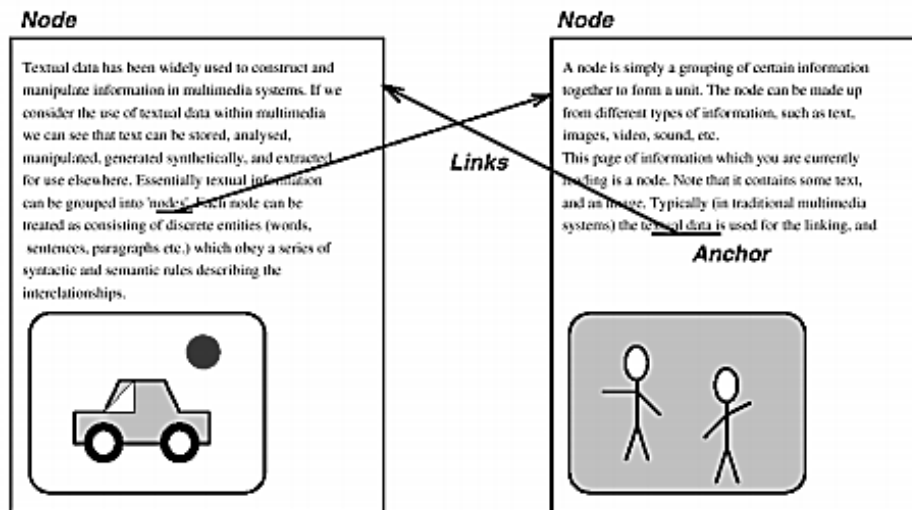 Node
Textual data has been widely used to construct and
manipulate information in multimedia systems. If we
consider the use of textual data within multimedia
we can see that text can be stored, analysed,
manipulated, generated synthetically, and extracted
for use elsewhere. Essentially textual information
can be grouped into 'nodes'. Each node can be
treated as consisting of discrete entities (words,
sentences, paragraphs etc.) which obey a series of
syntactic and semantic rules describing the
interelationships.
Links
Node
A node is simply a grouping of certain information
together to form a unit. The node can be made up
from different types of information, such as text,
images, video, sound, etc.
This page of information which you are currently
reading is a node. Note that it contains some text,
and an image. Typically (in traditional multimedia
systems) the textual data is used for the linking, and
Anchor